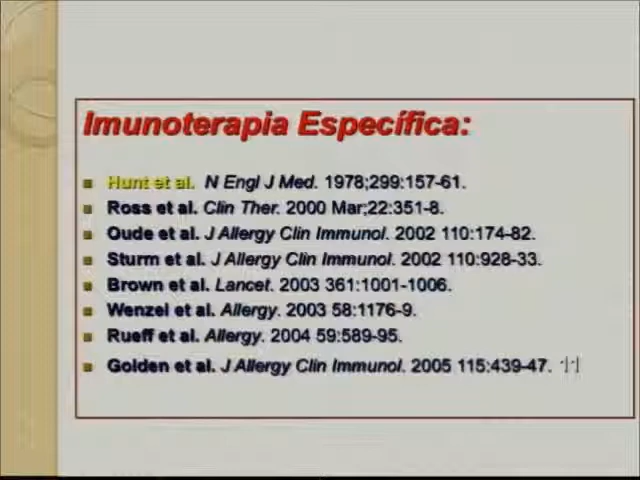 Imunoterapia Específica:
Hunt et al. N Engl J Med. 1978;299:157-61.
Ross et al. Clin Ther. 2000 Mar;22:351-8.
Oude et al. J Allergy Clin Immunol. 2002 110:174-82.
Sturm et al. J Allergy Clin Immunol. 2002 110:928-33.
Brown et al. Lancet. 2003 361:1001-1006.
Wenzel et al. Allergy. 2003 58:1176-9.
Rueff et al. Allergy. 2004 59:589-95.
Golden et al. J Allergy Clin Immunol. 2005 115:439-47.